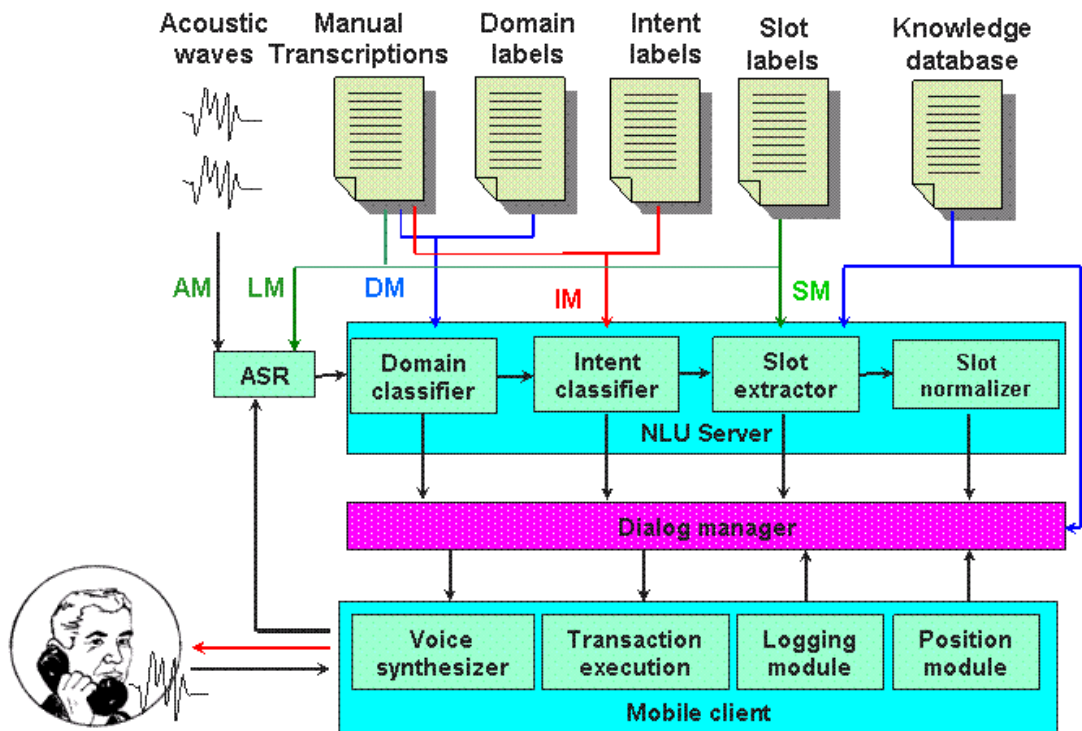 Acoustic
waves
Manual
Transcriptions
Domain
labels
Intent
labels
Slot
labels
Knowledge
database
AM
LM
DM
IM
SM
ASR
Domain
classifier
Intent
classifier
Slot
extractor
Slot
normalizer
NLU Server
Dialog manager
Voice
synthesizer
Transaction
execution
Logging
module
Position
module
Mobile client